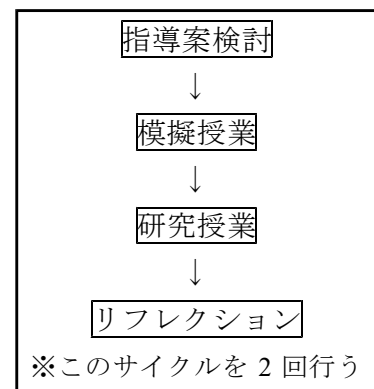 指導案検討
↓
模擬授業
↓
研究授業
↓
リフレクション
※このサイクルを 2 回行う